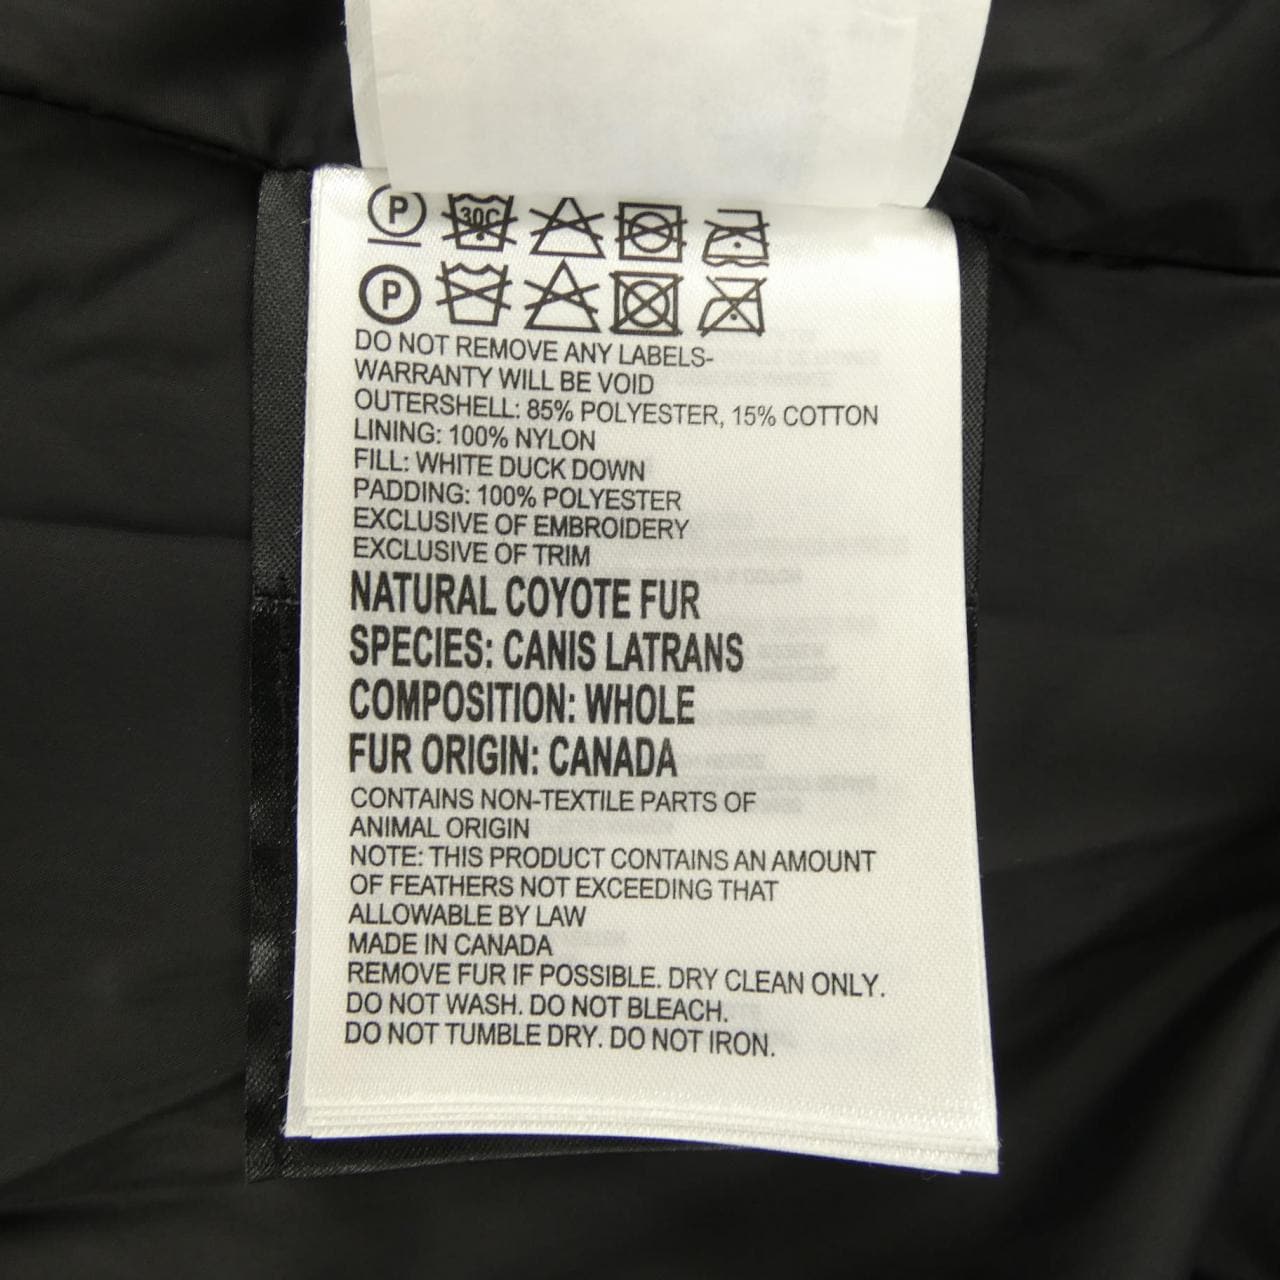 P 30C
P
DO NOT REMOVE ANY LABELS-
WARRANTY WILL BE VOID
OUTERSHELL: 85% POLYESTER, 15% COTTON
LINING: 100% NYLON
FILL: WHITE DUCK DOWN
PADDING: 100% POLYESTER
EXCLUSIVE OF EMBROIDERY
EXCLUSIVE OF TRIM
NATURAL COYOTE FUR
SPECIES: CANIS LATRANS
COMPOSITION: WHOLE
FUR ORIGIN: CANADA
CONTAINS NON-TEXTILE PARTS OF
ANIMAL ORIGIN
NOTE: THIS PRODUCT CONTAINS AN AMOUNT
OF FEATHERS NOT EXCEEDING THAT
ALLOWABLE BY LAW
MADE IN CANADA
REMOVE FUR IF POSSIBLE. DRY CLEAN ONLY.
DO NOT WASH. DO NOT BLEACH.
DO NOT TUMBLE DRY. DO NOT IRON.